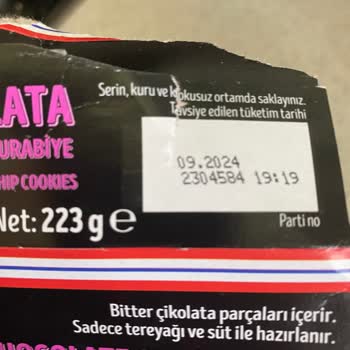 LATA
URABİYE
HIP COOKIES
Net: 223 g e
Serin, kuru ve kokusuz ortamda saklayınız.
Tavsiye edilen tüketim tarihi
09.2024
2304584 19:19
Parti no
Bitter çikolata parçaları içerir.
Sadece tereyağı ve süt ile hazırlanır.